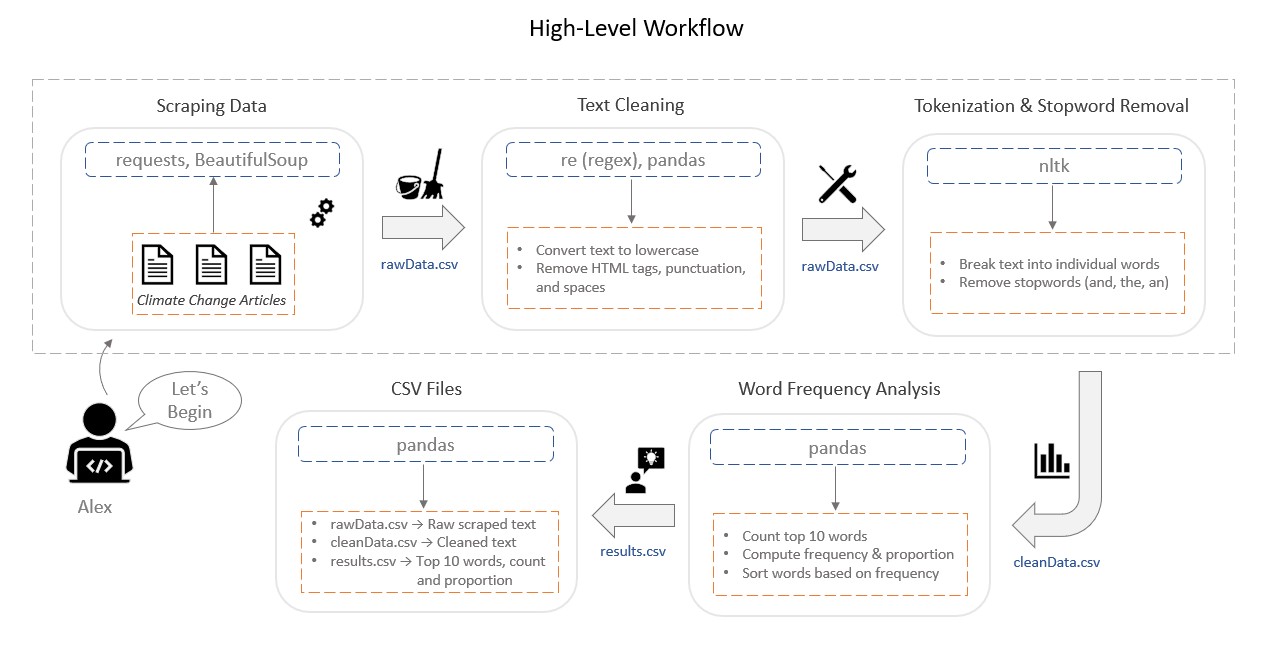 High-Level Workflow
Scraping Data
requests, BeautifulSoup
Climate Change Articles
rawData.csv
Text Cleaning
re (regex), pandas
• Convert text to lowercase
• Remove HTML tags, punctuation,
and spaces
rawData.csv
Tokenization & Stopword Removal
nltk
• Break text into individual words
• Remove stopwords (and, the, an)
Let's
Begin
</>
Alex
CSV Files
pandas
• rawData.csv → Raw scraped text
• cleanData.csv → Cleaned text
• results.csv → Top 10 words, count
and proportion
results.csv
Word Frequency Analysis
pandas
• Count top 10 words
• Compute frequency & proportion
• Sort words based on frequency
cleanData.csv